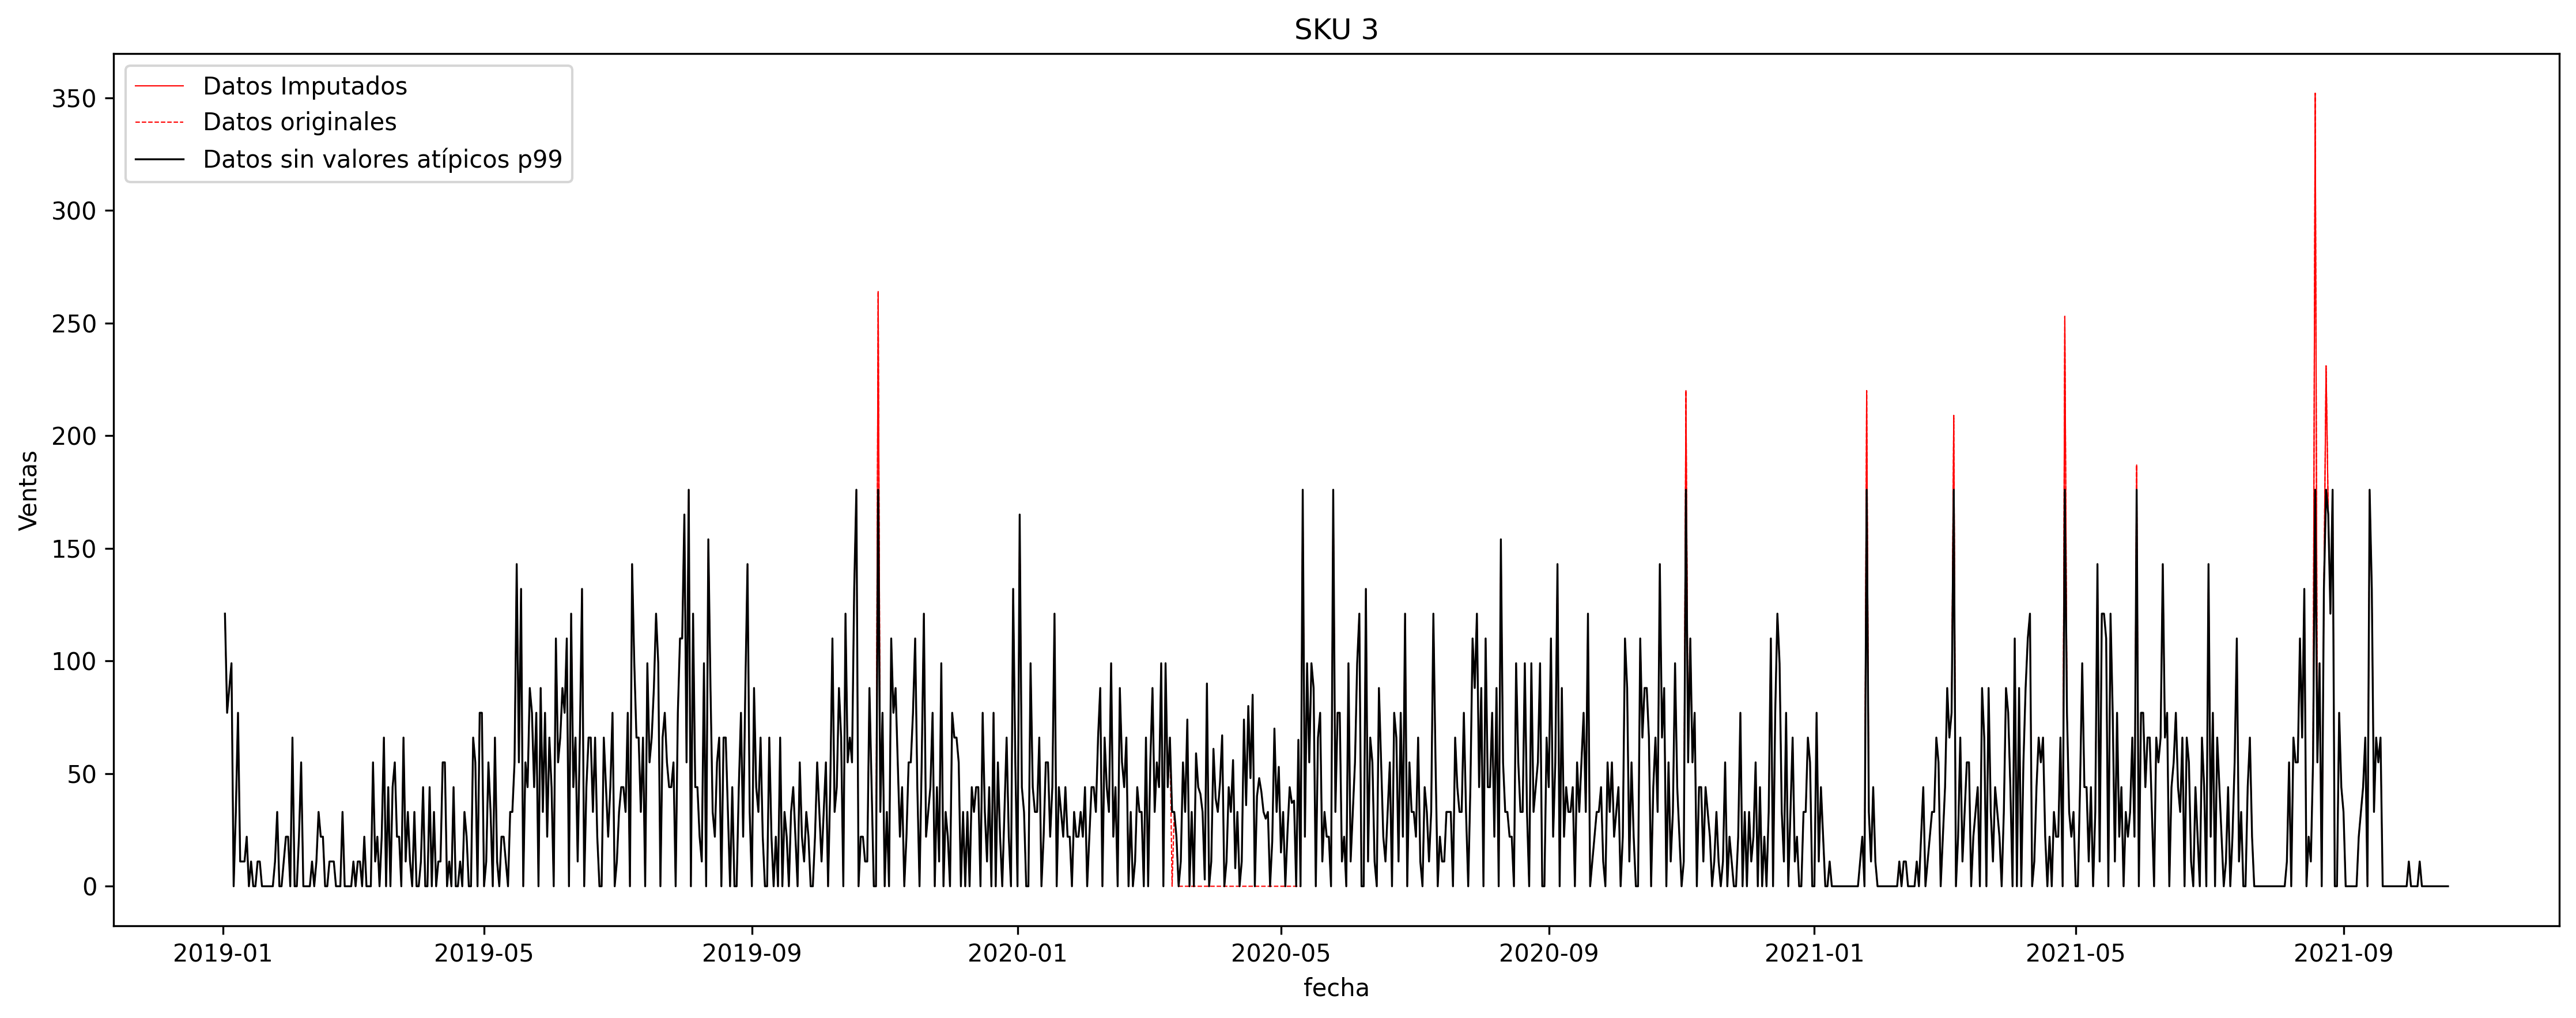 SKU 3
Datos Imputados
Datos originales
Datos sin valores atípicos p99
350
300
250
200
150
100
50
0
Ventas
2019-01 2019-05 2019-09 2020-01 2020-05 2020-09 2021-01 2021-05 2021-09
fecha